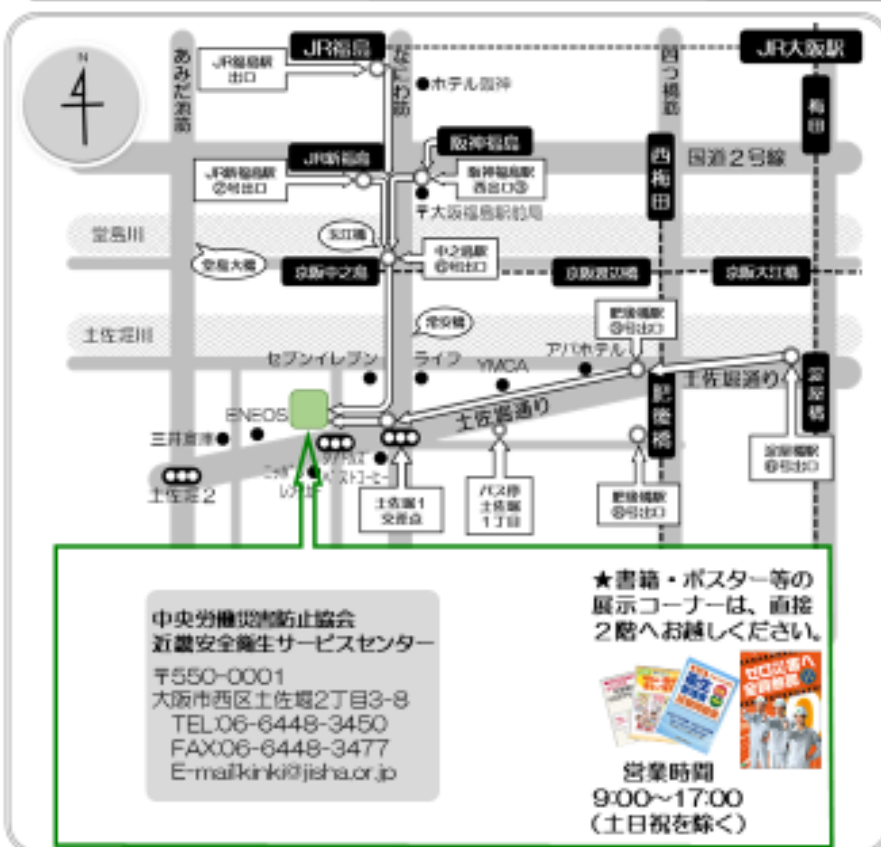 N
あみだ池筋
JR福島駅
出口
JR福島
なにわ筋
ホテル阪神
四つ橋筋
JR大阪駅
梅田
JR新福島
阪神福島
西梅田
国道2号線
JR新福島駅
②号出口
阪神福島駅
西出口③
〒大阪福島駅前局
堂島川
玉江橋
堂島大橋
中之島駅
⑥号出口
京阪中之島
京阪渡辺橋
京阪大江橋
常安橋
土佐堀川
肥後橋駅
③号出口
セブンイレブン
ライフ
YMCA
アパホテル
土佐堀通り
淀屋橋
肥後橋
ENEOS
土佐堀通り
三井倉庫
土佐堀2
土佐堀1
交差点
バス停
土佐堀
1丁目
肥後橋駅
⑧号出口
淀屋橋駅
号出口
中央労働災害防止協会
近畿安全衛生サービスセンター
〒550-0001
大阪市西区土佐堀2丁目3-8
TEL:06-6448-3450
FAX:06-6448-3477
E-mail:kinki@jisha.or.jp
★書籍・ポスター等の
展示コーナーは、直接
2階へお越しください。
ゼロ災害へ
全員参加
営業時間
9:00～17:00
(土日祝を除く)